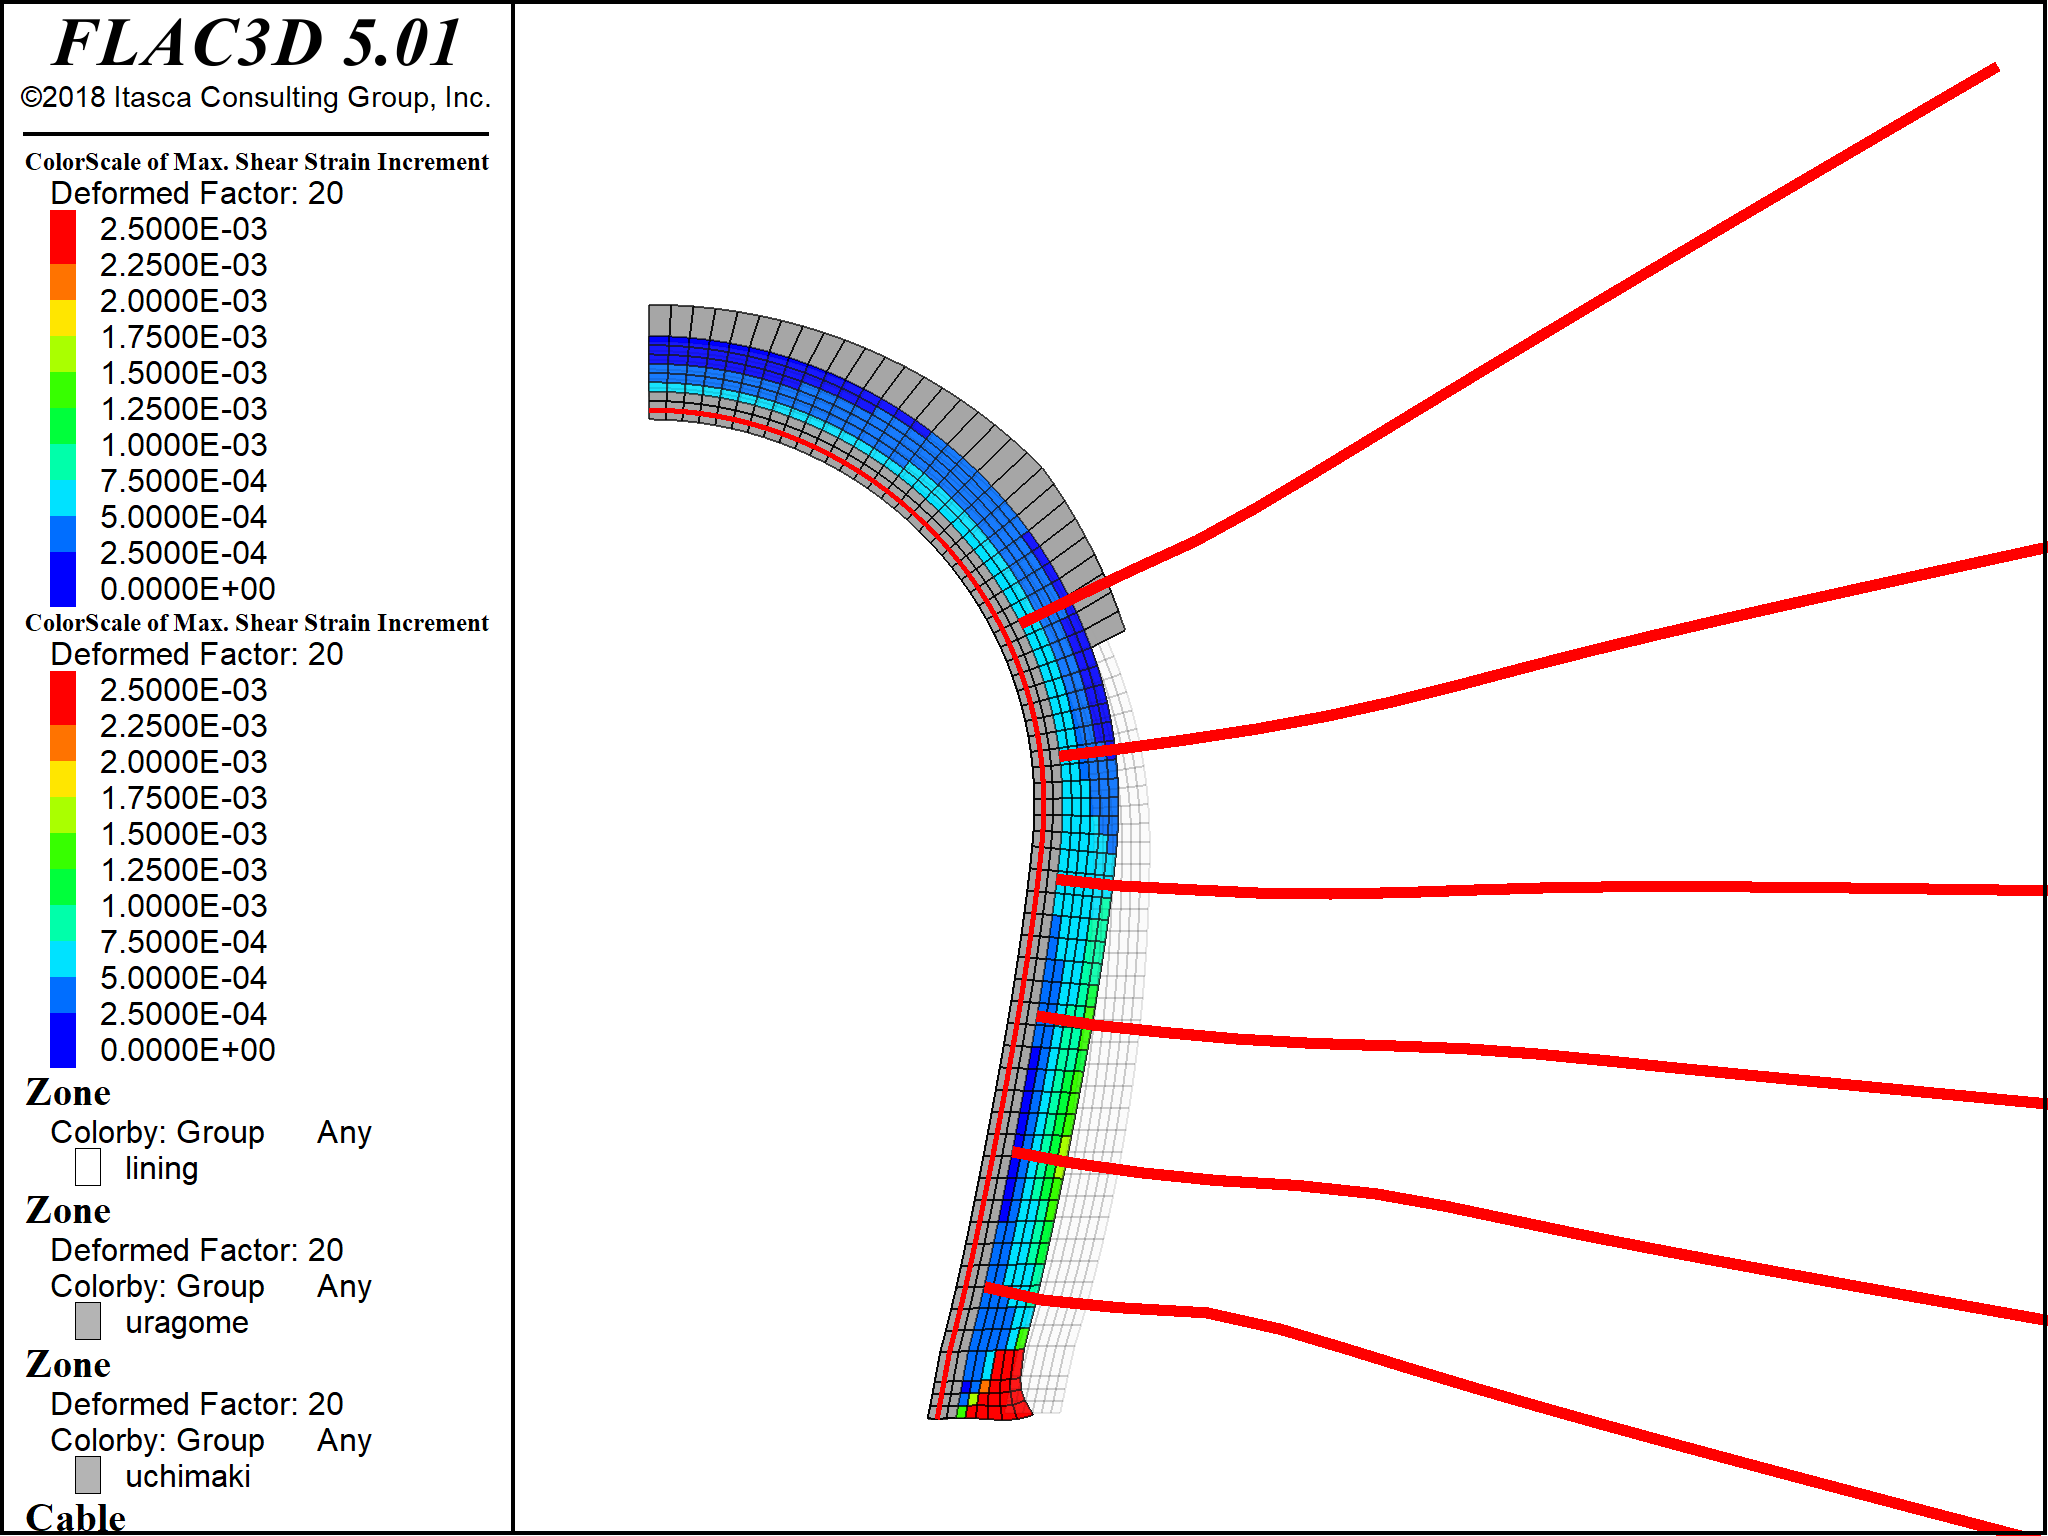 FLAC3D 5.01
©2018 Itasca Consulting Group, Inc.
ColorScale of Max. Shear Strain Increment
Deformed Factor: 20
2.5000E-03
2.2500E-03
2.0000E-03
1.7500E-03
1.5000E-03
1.2500E-03
1.0000E-03
7.5000E-04
5.0000E-04
2.5000E-04
0.0000E+00
ColorScale of Max. Shear Strain Increment
Deformed Factor: 20
2.5000E-03
2.2500E-03
2.0000E-03
1.7500E-03
1.5000E-03
1.2500E-03
1.0000E-03
7.5000E-04
5.0000E-04
2.5000E-04
0.0000E+00
Zone
Colorby: Group Any
lining
Zone
Deformed Factor: 20
Colorby: Group Any
uragome
Zone
Deformed Factor: 20
Colorby: Group Any
uchimaki
Cable